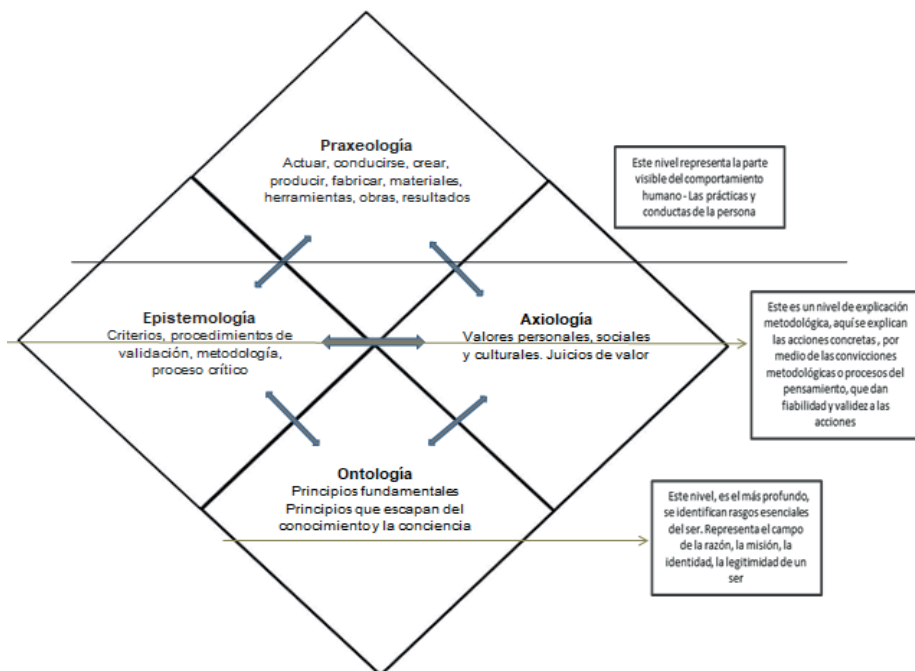 Praxeología
Actuar, conducirse, crear,
producir, fabricar, materiales,
herramientas, obras, resultados
Este nivel representa la parte
visible del comportamiento
humano - Las prácticas y
conductas de la persona
Epistemología
Criterios, procedimientos de
validación, metodología,
proceso crítico
Axiología
Valores personales, sociales
y culturales. Juicios de valor
Este es un nivel de explicación
metodológica, aquí se explican
las acciones concretas , por
medio de las convicciones
metodológicas o procesos del
pensamiento, que dan
fiabilidad y validez a las
acciones
Ontología
Principios fundamentales
Principios que escapan del
conocimiento y la conciencia
Este nivel, es el más profundo,
se identifican rasgos esenciales
del ser. Representa el campo
de la razón, la misión, la
identidad, la legitimidad de un
ser